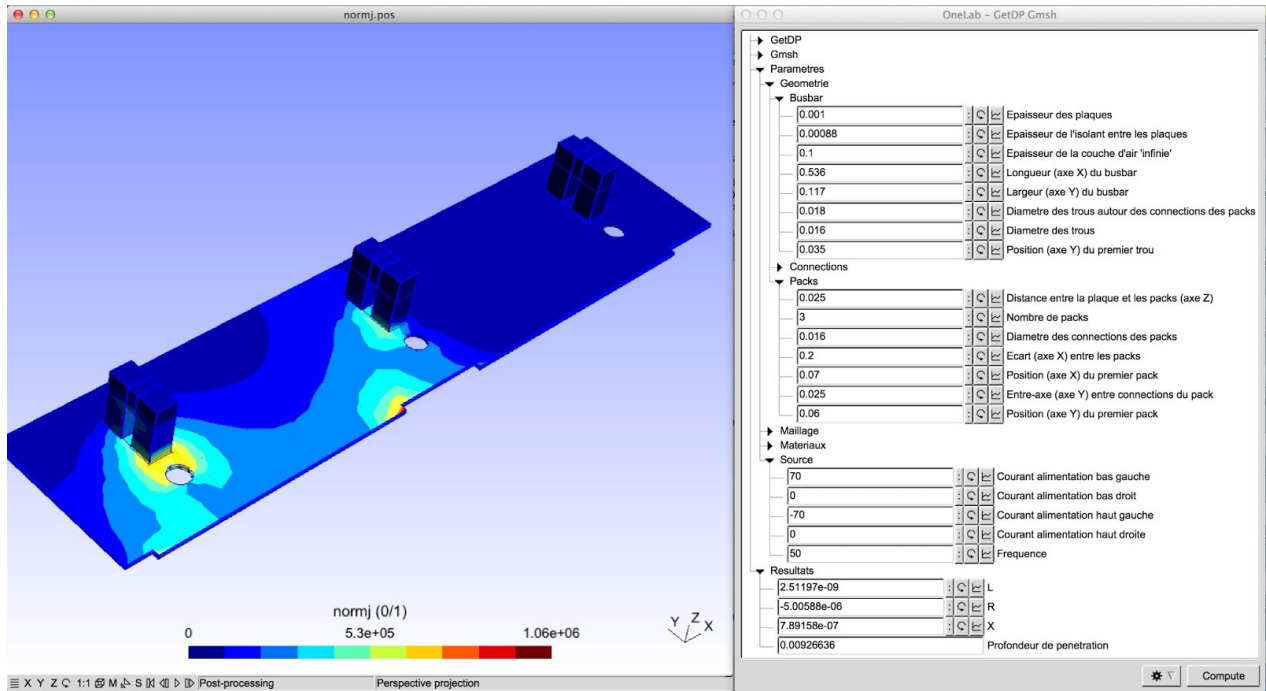 normj.pos
normj (0/1)
0 5.3e+05 1.06e+06
Y Z X
X Y Z 1:1 M S Post-processing Perspective projection
OneLab - GetDP Gmsh
GetDP
Gmsh
Parametres
Geometrie
Busbar
0.001 Epaisseur des plaques
0.00088 Epaisseur de l'isolant entre les plaques
0.1 Epaisseur de la couche d'air 'infinie'
0.536 Longueur (axe X) du busbar
0.117 Largeur (axe Y) du busbar
0.018 Diametre des trous autour des connections des packs
0.016 Diametre des trous
0.035 Position (axe Y) du premier trou
Connections
Packs
0.025 Distance entre la plaque et les packs (axe Z)
3 Nombre de packs
0.016 Diametre des connections des packs
0.2 Ecart (axe X) entre les packs
0.07 Position (axe X) du premier pack
0.025 Entre-axe (axe Y) entre connections du pack
0.06 Position (axe Y) du premier pack
Maillage
Materiaux
Source
70 Courant alimentation bas gauche
0 Courant alimentation bas droit
-70 Courant alimentation haut gauche
0 Courant alimentation haut droite
50 Frequence
Resultats
2.51197e-09 L
-5.00588e-06 R
7.89158e-07 X
0.00926636 Profondeur de penetration
Compute